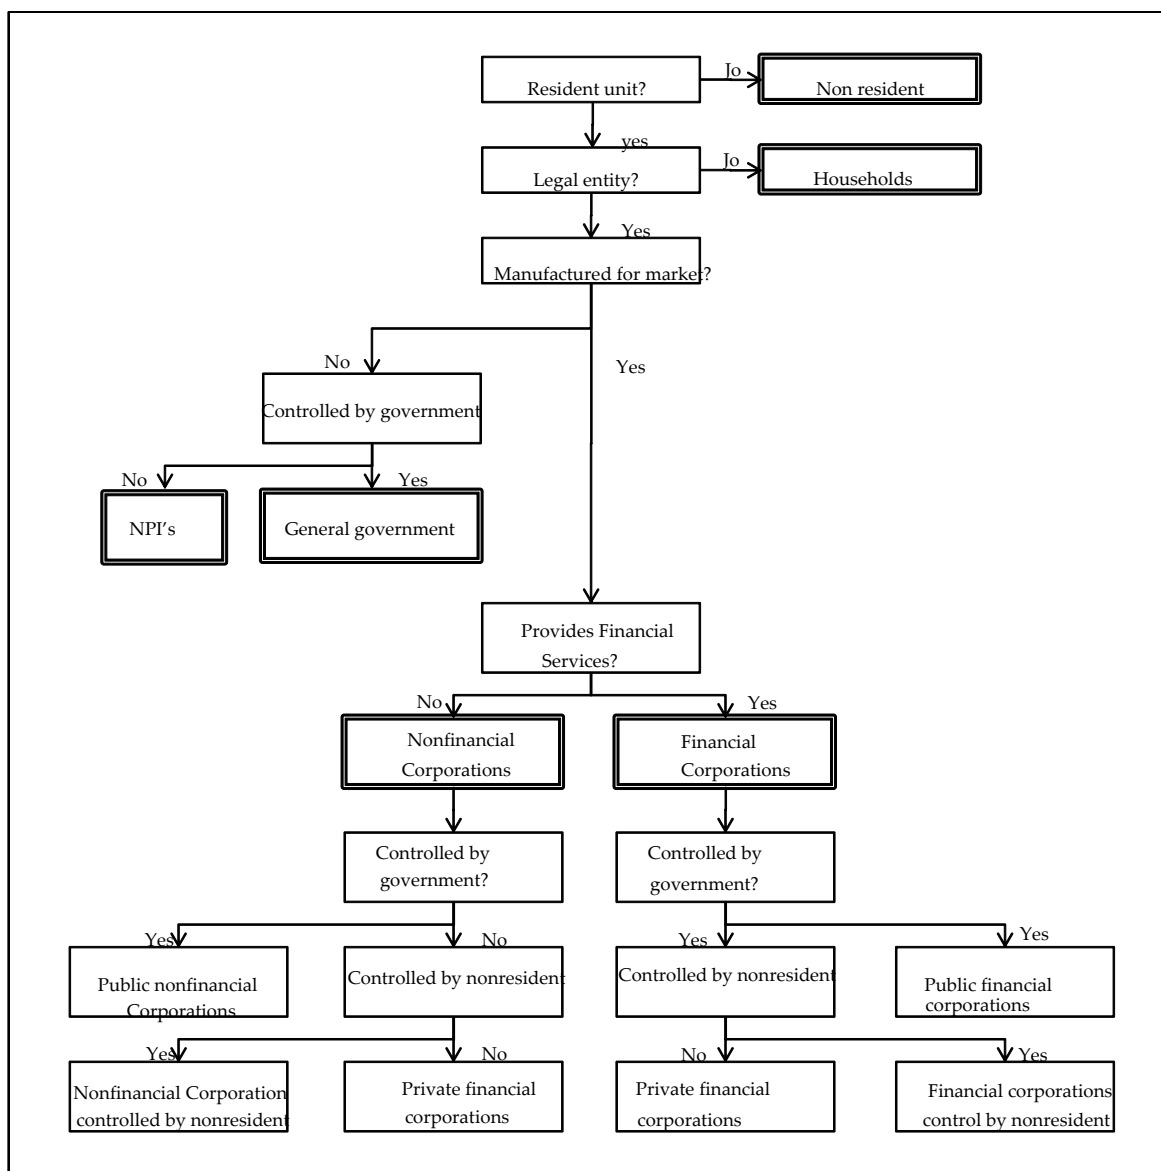 Jo
Resident unit?
Non resident
yes
Jo
Legal entity?
Households
Yes
Manufactured for market?
No
Yes
Controlled by government
No
Yes
NPI's
General government
Provides Financial
Services?
No
Yes
Nonfinancial
Corporations
Financial
Corporations
Controlled by
government?
Controlled by
government?
Yes
No
Yes
Yes
Public nonfinancial
Corporations
Controlled by nonresident
Controlled by nonresident
Public financial
corporations
Yes
No
No
Yes
Nonfinancial Corporation
controlled by nonresident
Private financial
corporations
Private financial
corporations
Financial corporations
control by nonresident